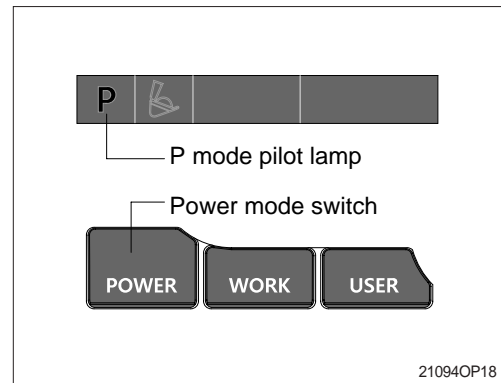 P
P mode pilot lamp
Power mode switch
POWER WORK USER
21094OP18